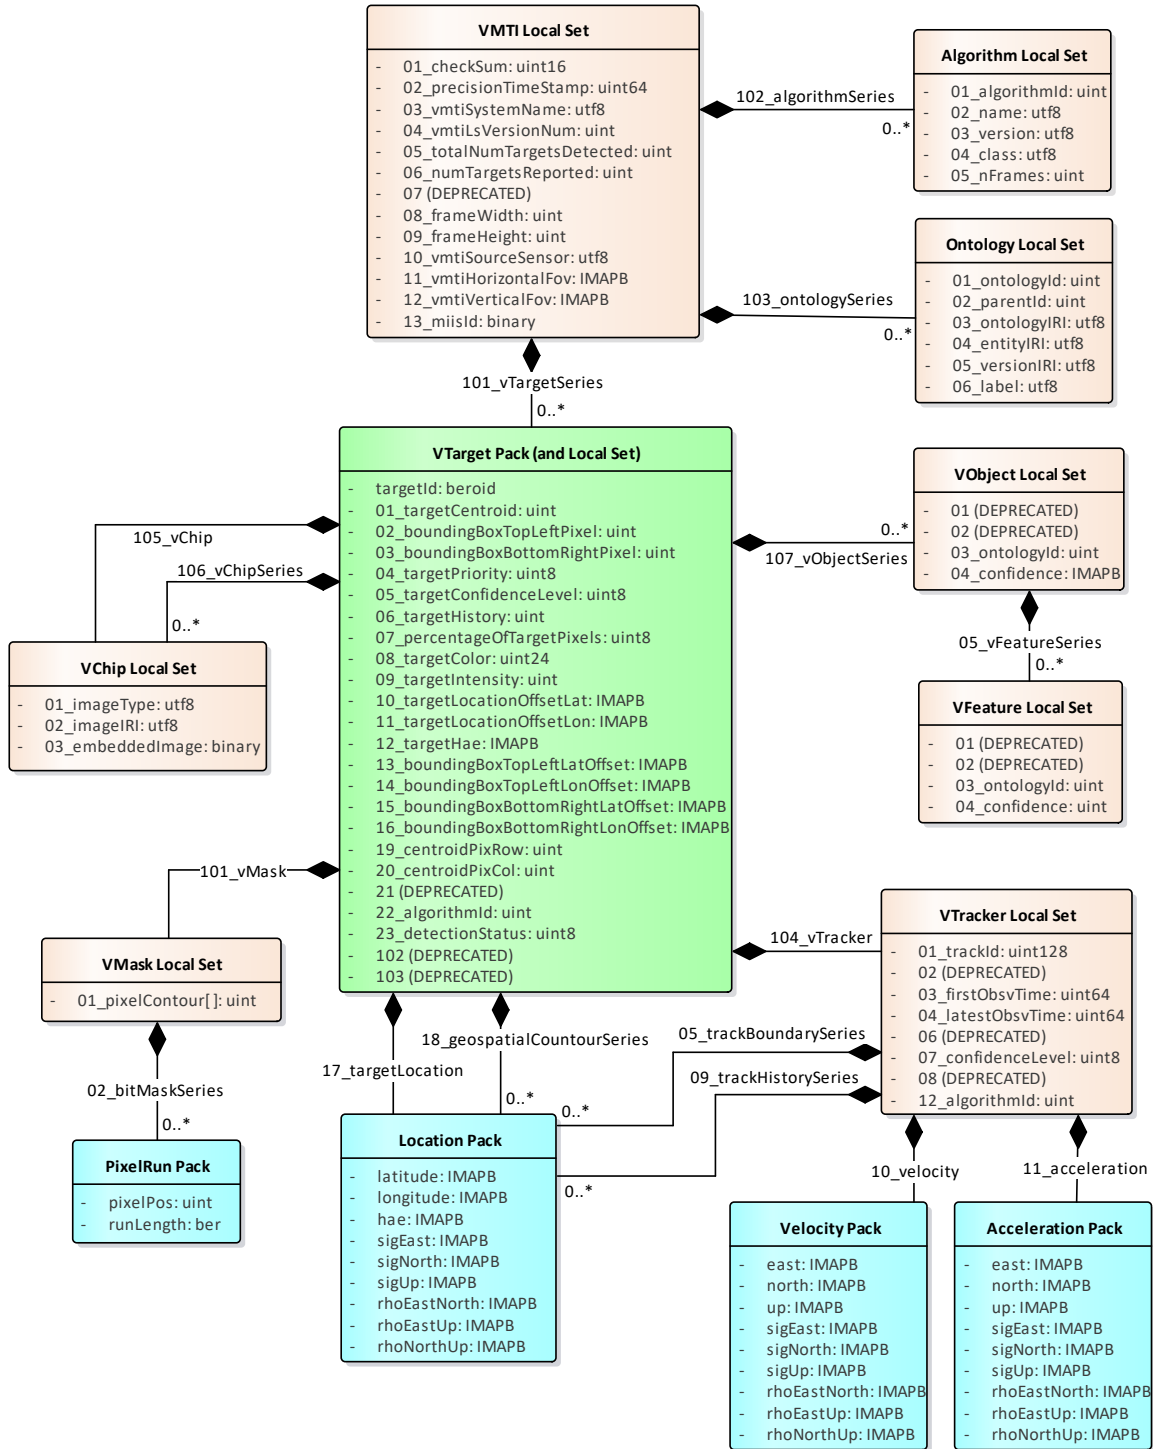 VMTI Local Set
- 01_checkSum: uint16
- 02_precisionTimeStamp: uint64
- 03_vmtiSystemName: utf8
- 04_vmtiLsVersionNum: uint
- 05_totalNumTargetsDetected: uint
- 06_numTargetsReported: uint
- 07 (DEPRECATED)
- 08_frameWidth: uint
- 09_frameHeight: uint
- 10_vmtiSourceSensor: utf8
- 11_vmtiHorizontalFov: IMAPB
- 12_vmtiVerticalFov: IMAPB
- 13_miisId: binary
102_algorithmSeries
0..*
Algorithm Local Set
- 01_algorithmId: uint
- 02_name: utf8
- 03_version: utf8
- 04_class: utf8
- 05_nFrames: uint
103_ontologySeries
0..*
Ontology Local Set
- 01_ontologyId: uint
- 02_parentId: uint
- 03_ontologyIRI: utf8
- 04_entityIRI: utf8
- 05_versionIRI: utf8
- 06_label: utf8
101_vTargetSeries
0..*
VTarget Pack (and Local Set)
- targetId: beroid
- 01_targetCentroid: uint
- 02_boundingBoxTopLeftPixel: uint
- 03_boundingBoxBottomRightPixel: uint
- 04_targetPriority: uint8
- 05_targetConfidenceLevel: uint8
- 06_targetHistory: uint
- 07_percentageOfTargetPixels: uint8
- 08_targetColor: uint24
- 09_targetIntensity: uint
- 10_targetLocationOffsetLat: IMAPB
- 11_targetLocationOffsetLon: IMAPB
- 12_targetHae: IMAPB
- 13_boundingBoxTopLeftLatOffset: IMAPB
- 14_boundingBoxTopLeftLonOffset: IMAPB
- 15_boundingBoxBottomRightLatOffset: IMAPB
- 16_boundingBoxBottomRightLonOffset: IMAPB
- 19_centroidPixRow: uint
- 20_centroidPixCol: uint
- 21 (DEPRECATED)
- 22_algorithmId: uint
- 23_detectionStatus: uint8
- 102 (DEPRECATED)
- 103 (DEPRECATED)
105_vChip
106_vChipSeries
0..*
VChip Local Set
- 01_imageType: utf8
- 02_imageIRI: utf8
- 03_embeddedImage: binary
0..*
107_vObjectSeries
VObject Local Set
- 01 (DEPRECATED)
- 02 (DEPRECATED)
- 03_ontologyId: uint
- 04_confidence: IMAPB
05_vFeatureSeries
0..*
VFeature Local Set
- 01 (DEPRECATED)
- 02 (DEPRECATED)
- 03_ontologyId: uint
- 04_confidence: uint
101_vMask
VMask Local Set
- 01_pixelContour[]: uint
02_bitMaskSeries
0..*
PixelRun Pack
- pixelPos: uint
- runLength: ber
104_vTracker
VTracker Local Set
- 01_trackId: uint128
- 02 (DEPRECATED)
- 03_firstObsvTime: uint64
- 04_latestObsvTime: uint64
- 06 (DEPRECATED)
- 07_confidenceLevel: uint8
- 08 (DEPRECATED)
- 12_algorithmId: uint
17_targetLocation
18_geospatialCountourSeries
0..*
05_trackBoundarySeries
0..*
09_trackHistorySeries
0..*
Location Pack
- latitude: IMAPB
- longitude: IMAPB
- hae: IMAPB
- sigEast: IMAPB
- sigNorth: IMAPB
- sigUp: IMAPB
- rhoEastNorth: IMAPB
- rhoEastUp: IMAPB
- rhoNorthUp: IMAPB
10_velocity
Velocity Pack
- east: IMAPB
- north: IMAPB
- up: IMAPB
- sigEast: IMAPB
- sigNorth: IMAPB
- sigUp: IMAPB
- rhoEastNorth: IMAPB
- rhoEastUp: IMAPB
- rhoNorthUp: IMAPB
11_acceleration
Acceleration Pack
- east: IMAPB
- north: IMAPB
- up: IMAPB
- sigEast: IMAPB
- sigNorth: IMAPB
- sigUp: IMAPB
- rhoEastNorth: IMAPB
- rhoEastUp: IMAPB
- rhoNorthUp: IMAPB